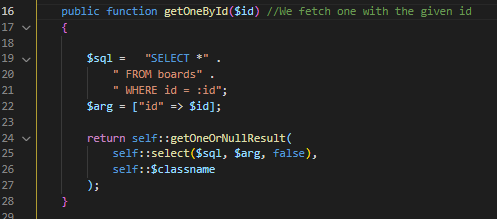 16 public function getOneById($id) //We fetch one with the given id
17 {
18
19 $sql =   "SELECT *" .
20 " FROM boards" .
21 " WHERE id = :id";
22 $arg = ["id" => $id];
23
24 return self::getOneOrNullResult(
25 self::select($sql, $arg, false),
26 self::$classname
27 );
28 }
29